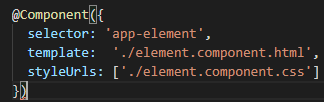 @Component({
  selector: 'app-element',
  template:  './element.component.html',
  styleUrls: ['./element.component.css']
})